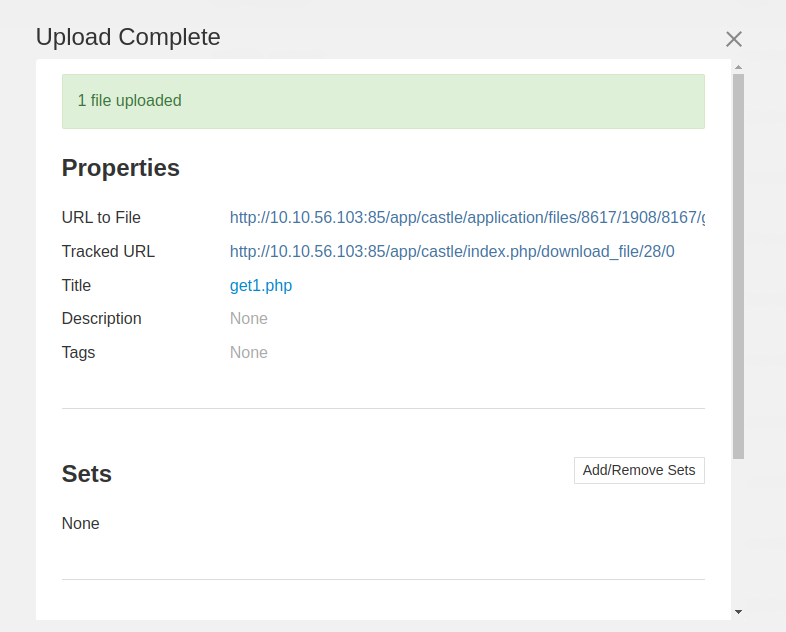 Upload Complete
1 file uploaded
Properties
URL to File http://10.10.56.103:85/app/castle/application/files/8617/1908/8167/g
Tracked URL http://10.10.56.103:85/app/castle/index.php/download_file/28/0
Title get1.php
Description None
Tags None
Sets Add/Remove Sets
None